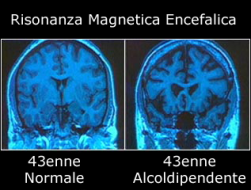 Risonanza Magnetica Encefalica
43enne
Normale
43enne
Alcoldipendente